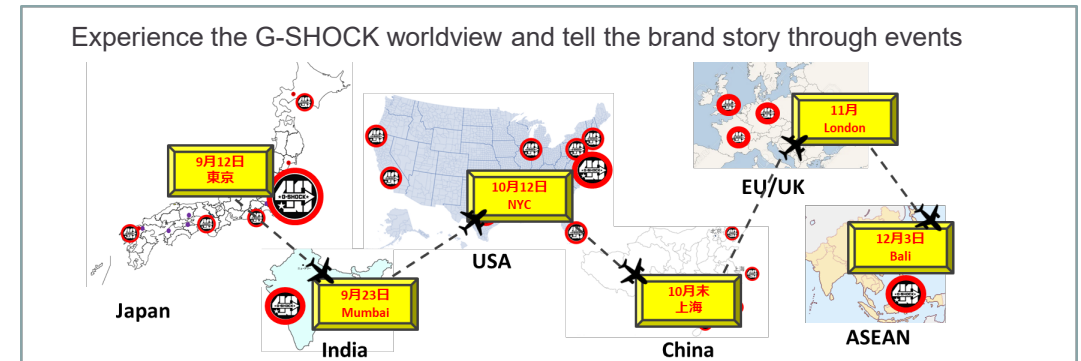 Experience the G-SHOCK worldview and tell the brand story through events
9月12日
東京
Japan
G-SHOCK
9月23日
Mumbai
India
10月12日
NYC
USA
10月末
上海
China
11月
London
EU/UK
12月3日
Bali
ASEAN